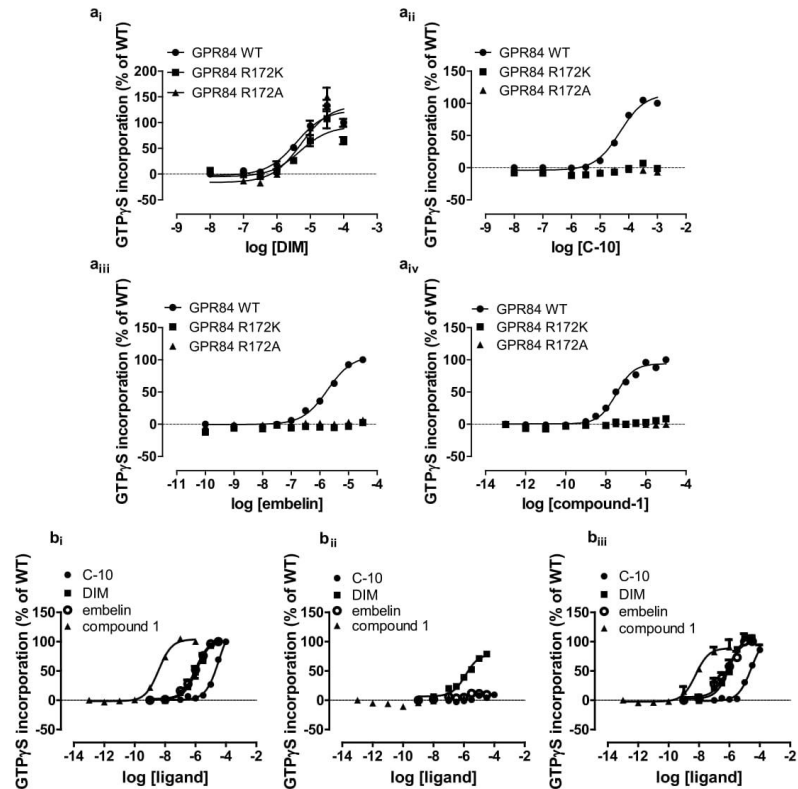 a_i
GTPγS incorporation (% of WT)
GPR84 WT
GPR84 R172K
GPR84 R172A
200
150
100
50
0
50
-9 -8 -7 -6 -5 -4 -3
log [DIM]
a_ii
GTPγS incorporation (% of WT)
GPR84 WT
GPR84 R172K
GPR84 R172A
150
100
50
0
-50
-9 -8 -7 -6 -5 -4 -3 -2
log [C-10]
a_iii
GTPγS incorporation (% of WT)
GPR84 WT
GPR84 R172K
GPR84 R172A
150
100
50
0
-50
-11 -10 -9 -8 -7 -6 -5 -4
log [embelin]
a_iv
GTPγS incorporation (% of WT)
GPR84 WT
GPR84 R172K
GPR84 R172A
150
100
50
0
-50
-14 -12 -10 -8 -6 -4
log [compound-1]
b_i
GTPγS incorporation (% of WT)
C-10
DIM
embelin
compound 1
150
100
50
0
-50
-14 -12 -10 -8 -6 -4 -2
log [ligand]
b_ii
GTPγS incorporation (% of WT)
C-10
DIM
embelin
compound 1
150
100
50
0
-50
-14 -12 -10 -8 -6 -4 -2
log [ligand]
b_iii
GTPγS incorporation (% of WT)
C-10
DIM
embelin
compound 1
150
100
50
0
-50
-14 -12 -10 -8 -6 -4 -2
log [ligand]